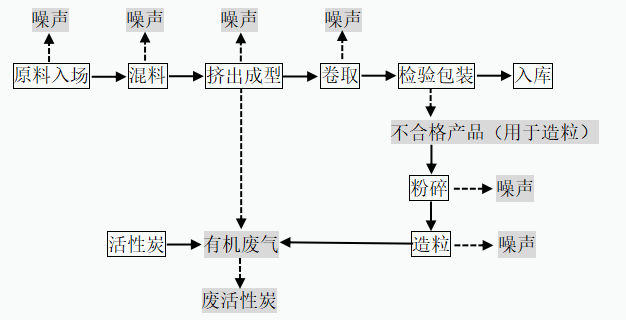 噪声 噪声 噪声 噪声
原料入场 混料 挤出成型 卷取 检验包装 入库
不合格产品（用于造粒）
粉碎 噪声
活性炭 有机废气 造粒 噪声
废活性炭